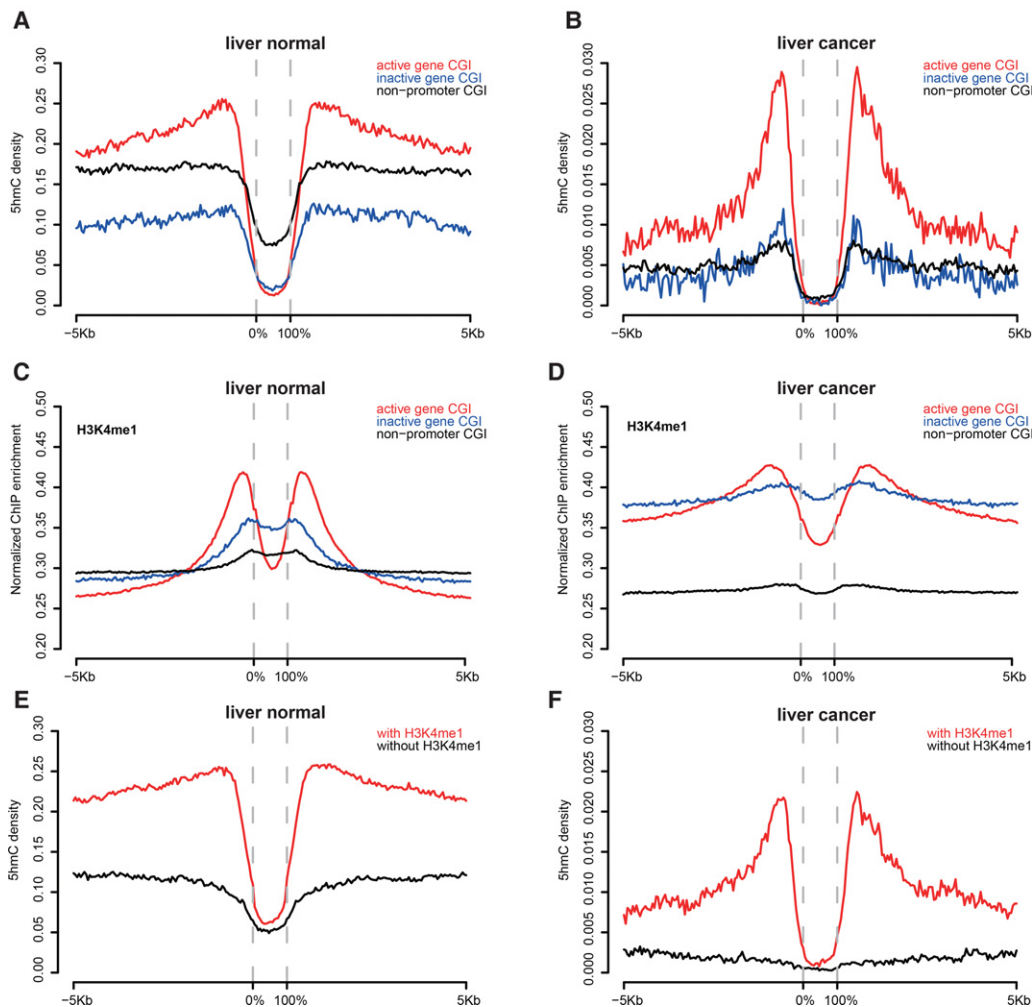 A
liver normal
active gene CGI
inactive gene CGI
non-promoter CGI
5hmC density
0.00 0.05 0.10 0.15 0.20 0.25 0.30
−5Kb 0% 100% 5Kb
B
liver cancer
active gene CGI
inactive gene CGI
non-promoter CGI
5hmC density
0.000 0.005 0.010 0.015 0.020 0.025 0.030
−5Kb 0% 100% 5Kb
C
liver normal
active gene CGI
inactive gene CGI
non-promoter CGI
H3K4me1
Normalized ChIP enrichment
0.20 0.25 0.30 0.35 0.40 0.45 0.50
−5Kb 0% 100% 5Kb
D
liver cancer
active gene CGI
inactive gene CGI
non-promoter CGI
H3K4me1
Normalized ChIP enrichment
0.20 0.25 0.30 0.35 0.40 0.45 0.50
−5Kb 0% 100% 5Kb
E
liver normal
with H3K4me1
without H3K4me1
5hmC density
0.00 0.05 0.10 0.15 0.20 0.25 0.30
−5Kb 0% 100% 5Kb
F
liver cancer
with H3K4me1
without H3K4me1
5hmC density
0.000 0.005 0.010 0.015 0.020 0.025 0.030
−5Kb 0% 100% 5Kb